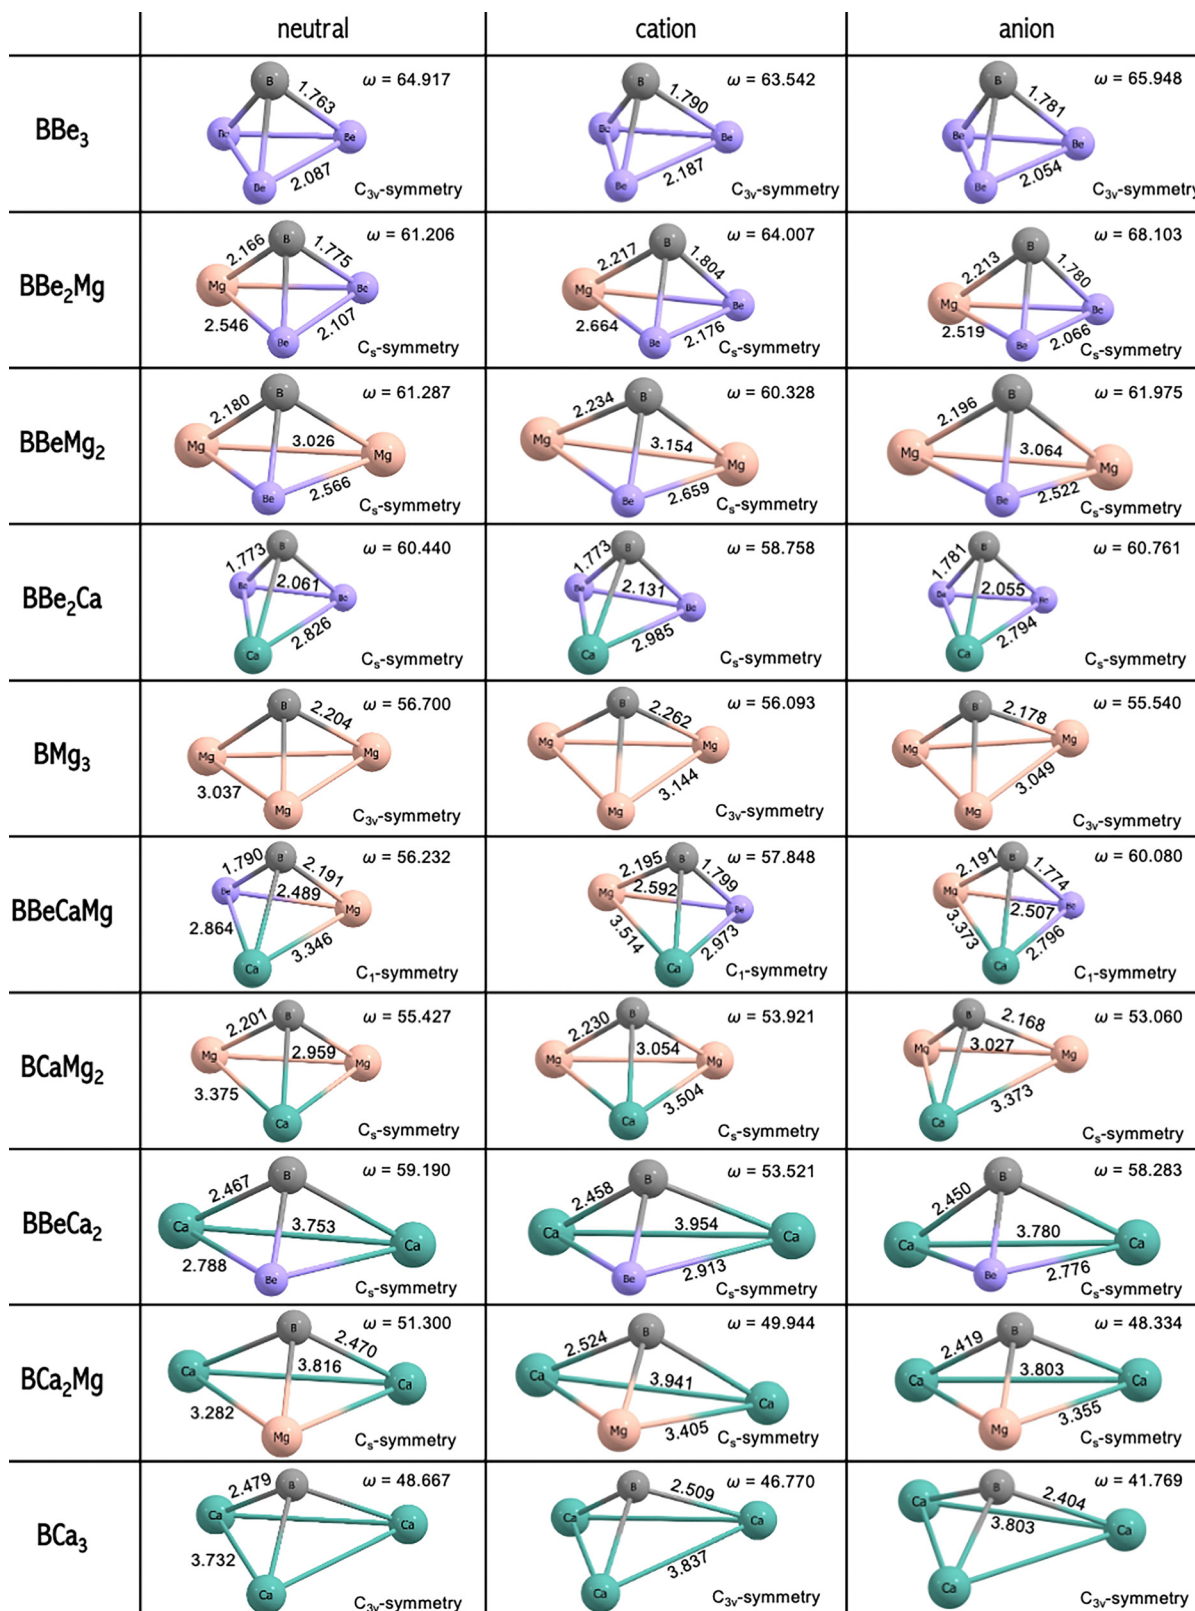 neutral cation anion
BBe3
B ω = 64.917 1.763 Be Be Be 2.087 C3v-symmetry
B ω = 63.542 1.790 Be Be Be 2.187 C3v-symmetry
B ω = 65.948 1.781 Be Be Be 2.054 C3v-symmetry
BBe2Mg
2.166 B 1.775 ω = 61.206 Mg Be 2.546 Be 2.107 Cs-symmetry
2.217 B 1.804 ω = 64.007 Mg Be 2.664 Be 2.176 Cs-symmetry
2.213 B 1.780 ω = 68.103 Mg Be 2.519 Be 2.066 Cs-symmetry
BBeMg2
2.180 B ω = 61.287 Mg 3.026 Mg Be 2.566 Cs-symmetry
2.234 B ω = 60.328 Mg 3.154 Mg Be 2.659 Cs-symmetry
2.196 B ω = 61.975 Mg 3.064 Mg Be 2.522 Cs-symmetry
BBe2Ca
1.773 B ω = 60.440 Be 2.061 Be 2.826 Ca Cs-symmetry
1.773 B ω = 58.758 Be 2.131 Be 2.985 Ca Cs-symmetry
1.781 B ω = 60.761 Be 2.055 Be 2.794 Ca Cs-symmetry
BMg3
B 2.204 ω = 56.700 Mg Mg 3.037 Mg C3v-symmetry
B 2.262 ω = 56.093 Mg Mg 3.144 Mg C3v-symmetry
B 2.178 ω = 55.540 Mg Mg 3.049 Mg C3v-symmetry
BBeCaMg
1.790 B 2.191 ω = 56.232 Be 2.489 Mg 2.864 3.346 Ca C1-symmetry
2.195 B 1.799 ω = 57.848 Mg 2.592 Be 3.514 2.973 Ca C1-symmetry
2.191 B 1.774 ω = 60.080 Mg 2.507 Be 3.373 2.796 Ca C1-symmetry
BCaMg2
2.201 B ω = 55.427 Mg 2.959 Mg 3.375 Ca Cs-symmetry
2.230 B ω = 53.921 Mg 3.054 Mg 3.504 Ca Cs-symmetry
B 2.168 ω = 53.060 Mg 3.027 Mg 3.373 Ca Cs-symmetry
BBeCa2
2.467 B ω = 59.190 Ca 3.753 Ca 2.788 Be Cs-symmetry
2.458 B ω = 53.521 Ca 3.954 Ca 2.913 Be Cs-symmetry
2.450 B ω = 58.283 Ca 3.780 Ca 2.776 Be Cs-symmetry
BCa2Mg
B 2.470 ω = 51.300 Ca 3.816 Ca 3.282 Mg Cs-symmetry
2.524 B ω = 49.944 Ca 3.941 Ca 3.405 Mg Cs-symmetry
2.419 B ω = 48.334 Ca 3.803 Ca 3.355 Mg Cs-symmetry
BCa3
2.479 B ω = 48.667 Ca Ca 3.732 Ca C3v-symmetry
B 2.509 ω = 46.770 Ca Ca 3.837 Ca C3v-symmetry
B 2.404 ω = 41.769 Ca 3.803 Ca Ca C3v-symmetry